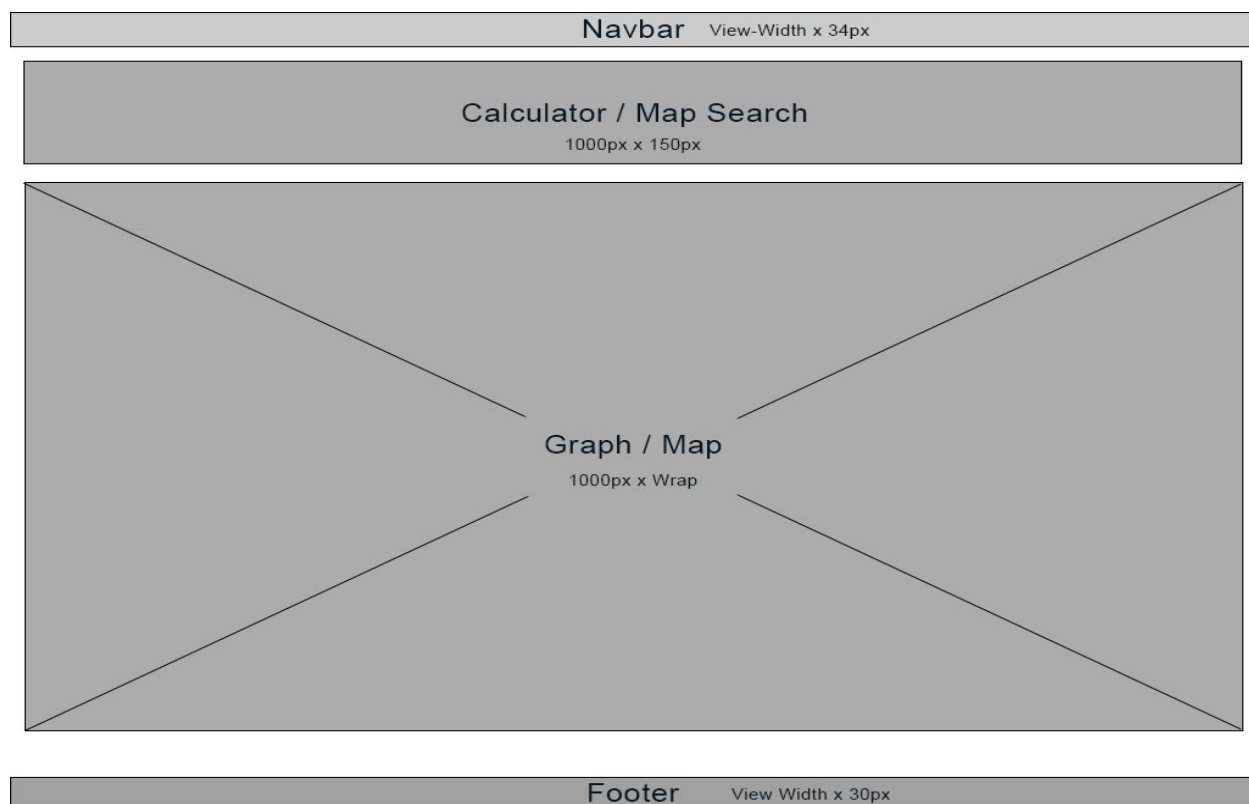 Navbar View-Width x 34px
Calculator / Map Search
1000px x 150px
Graph / Map
1000px x Wrap
Footer View Width x 30px